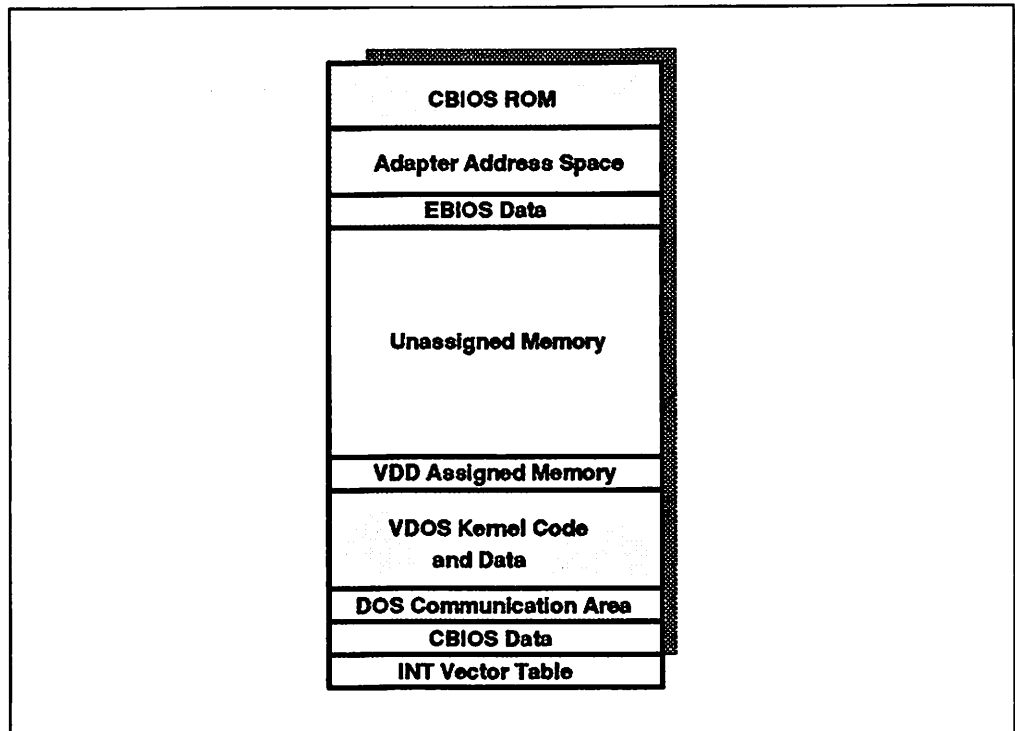 CBIOS ROM
Adapter Address Space
EBIOS Data
Unassigned Memory
VDD Assigned Memory
VDOS Kernel Code
and Data
DOS Communication Area
CBIOS Data
INT Vector Table